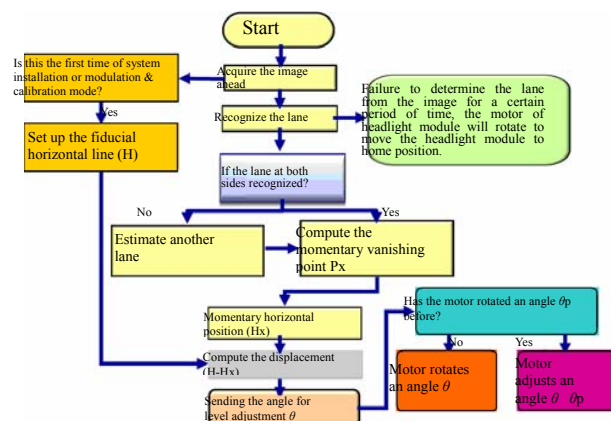 Start
Is this the first time of system
installation or modulation &
calibration mode?
Acquire the image
ahead
Yes
Recognize the lane
Failure to determine the lane
from the image for a certain
period of time, the motor of
headlight module will rotate to
move the headlight module to
home position.
Set up the fiducial
horizontal line (H)
If the lane at both
sides recognized?
No
Yes
Estimate another
lane
Compute the
momentary vanishing
point Px
Momentary horizontal
position (Hx)
Has the motor rotated an angle θp
before?
Compute the displacement
(H-Hx)
No
Yes
Motor rotates
an angle θ
Motor
adjusts an
angle θ θp
Sending the angle for
level adjustment θ